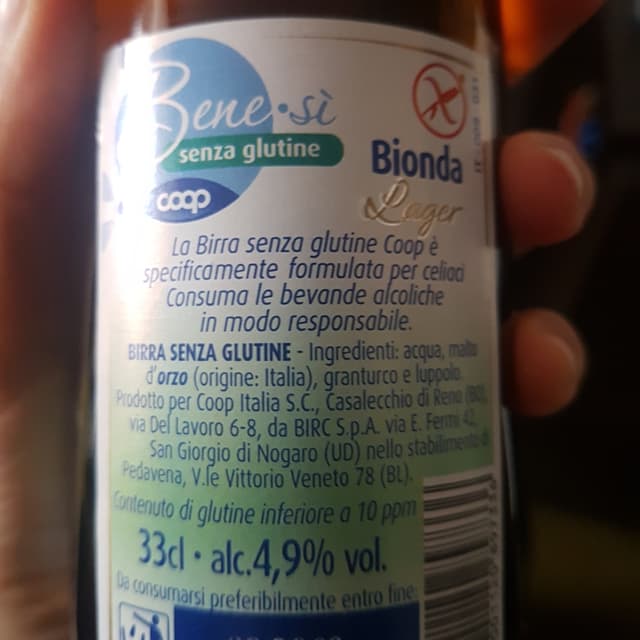 Bene•sì
senza glutine
coop
Bionda
Lager
La Birra senza glutine Coop è
specificamente formulata per celiaci
Consuma le bevande alcoliche
in modo responsabile.
BIRRA SENZA GLUTINE - Ingredienti: acqua, malto
d'orzo (origine: Italia), granturco e luppolo.
Prodotto per Coop Italia S.C., Casalecchio di Reno (BO),
via Del Lavoro 6-8, da BIRC S.p.A. via E. Fermi 42,
San Giorgio di Nogaro (UD) nello stabilimento di
Pedavena, V.le Vittorio Veneto 78 (BL).
Contenuto di glutine inferiore a 10 ppm
33cl • alc.4,9% vol.
Da consumarsi preferibilmente entro fine: